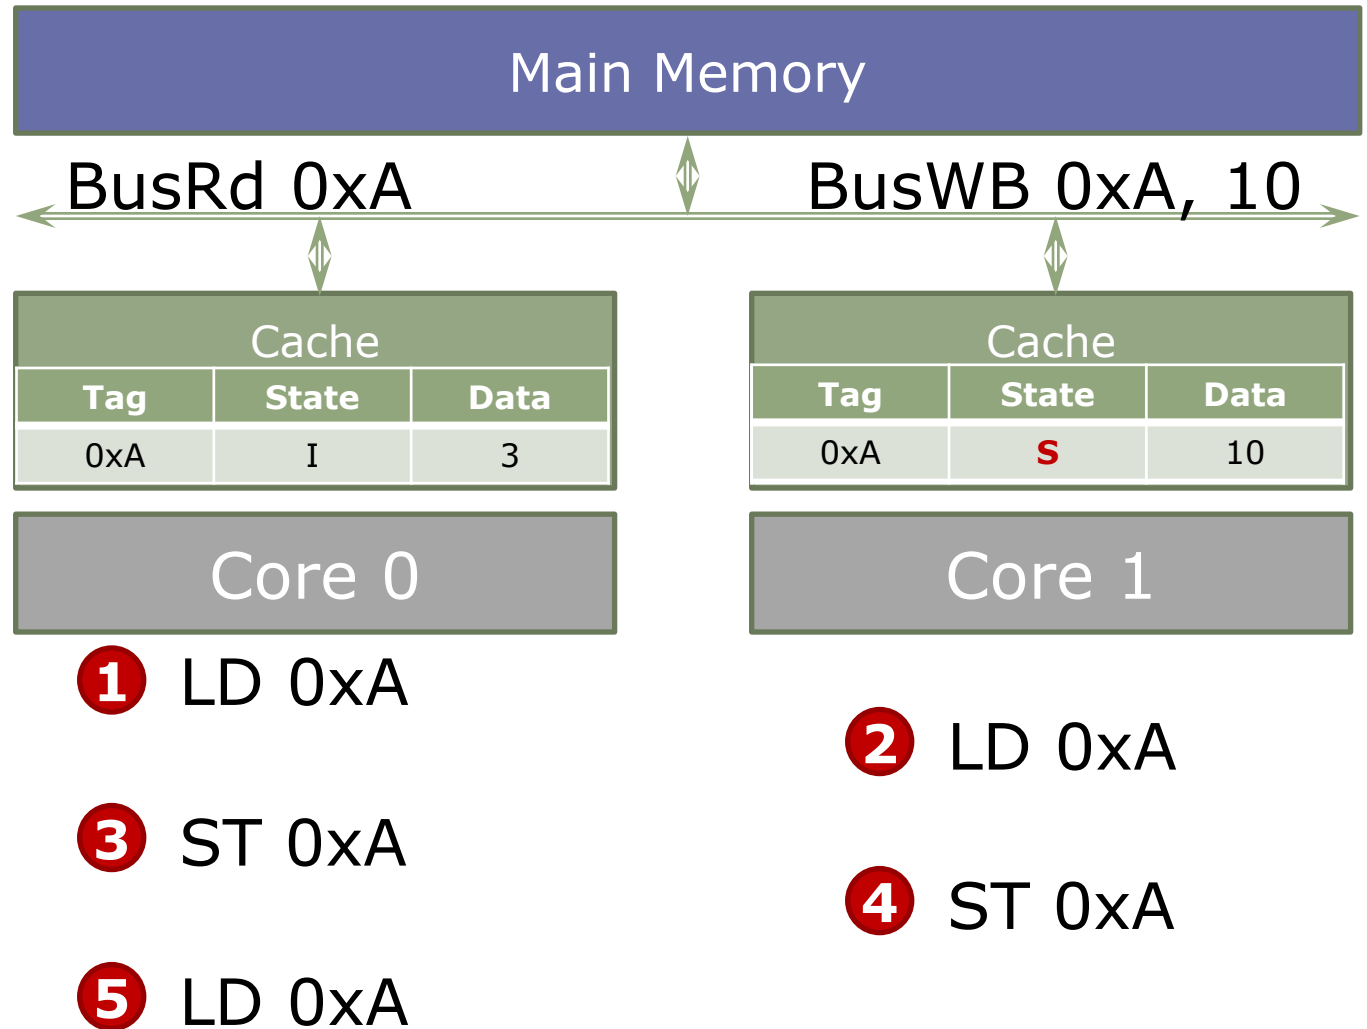 Main Memory
BusRd 0xA
BusWB 0xA, 10
Cache
Tag State Data
0xA I 3
Cache
Tag State Data
0xA S 10
Core 0
Core 1
1 LD 0xA
2 LD 0xA
3 ST 0xA
4 ST 0xA
5 LD 0xA